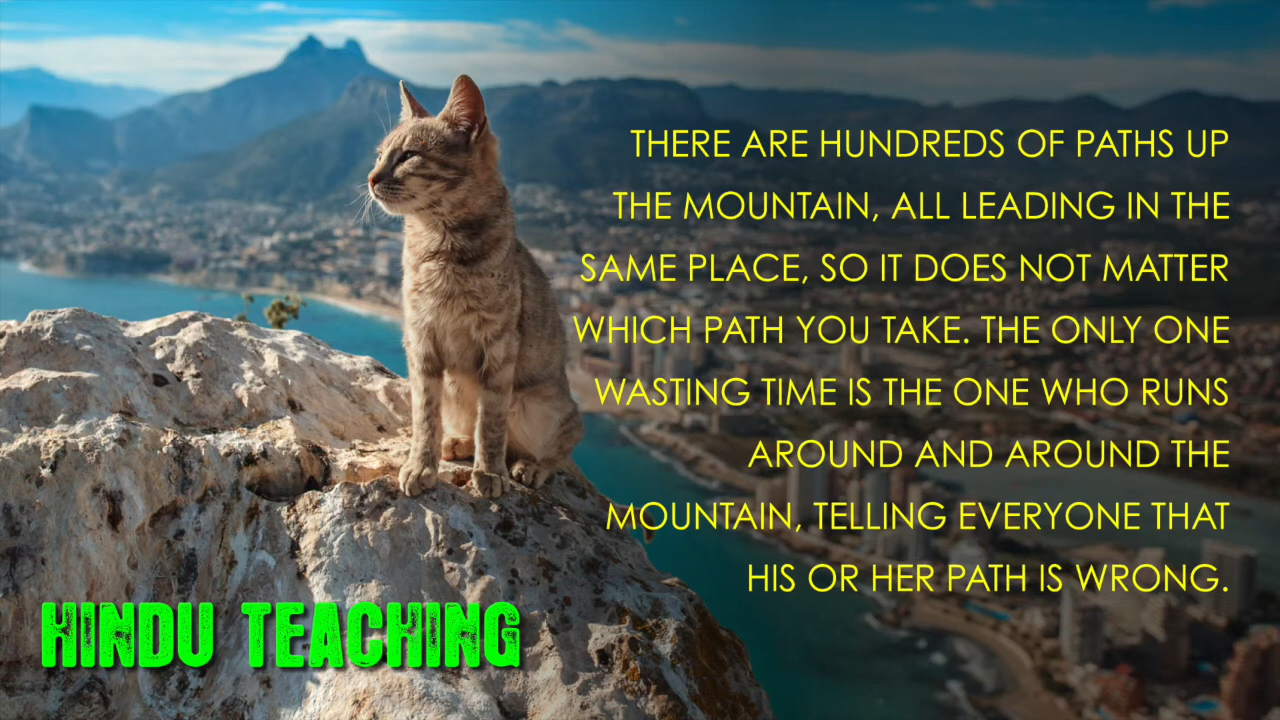 THERE ARE HUNDREDS OF PATHS UP
THE MOUNTAIN, ALL LEADING IN THE
SAME PLACE, SO IT DOES NOT MATTER
WHICH PATH YOU TAKE. THE ONLY ONE
WASTING TIME IS THE ONE WHO RUNS
AROUND AND AROUND THE
MOUNTAIN, TELLING EVERYONE THAT
HIS OR HER PATH IS WRONG.
HINDU TEACHING